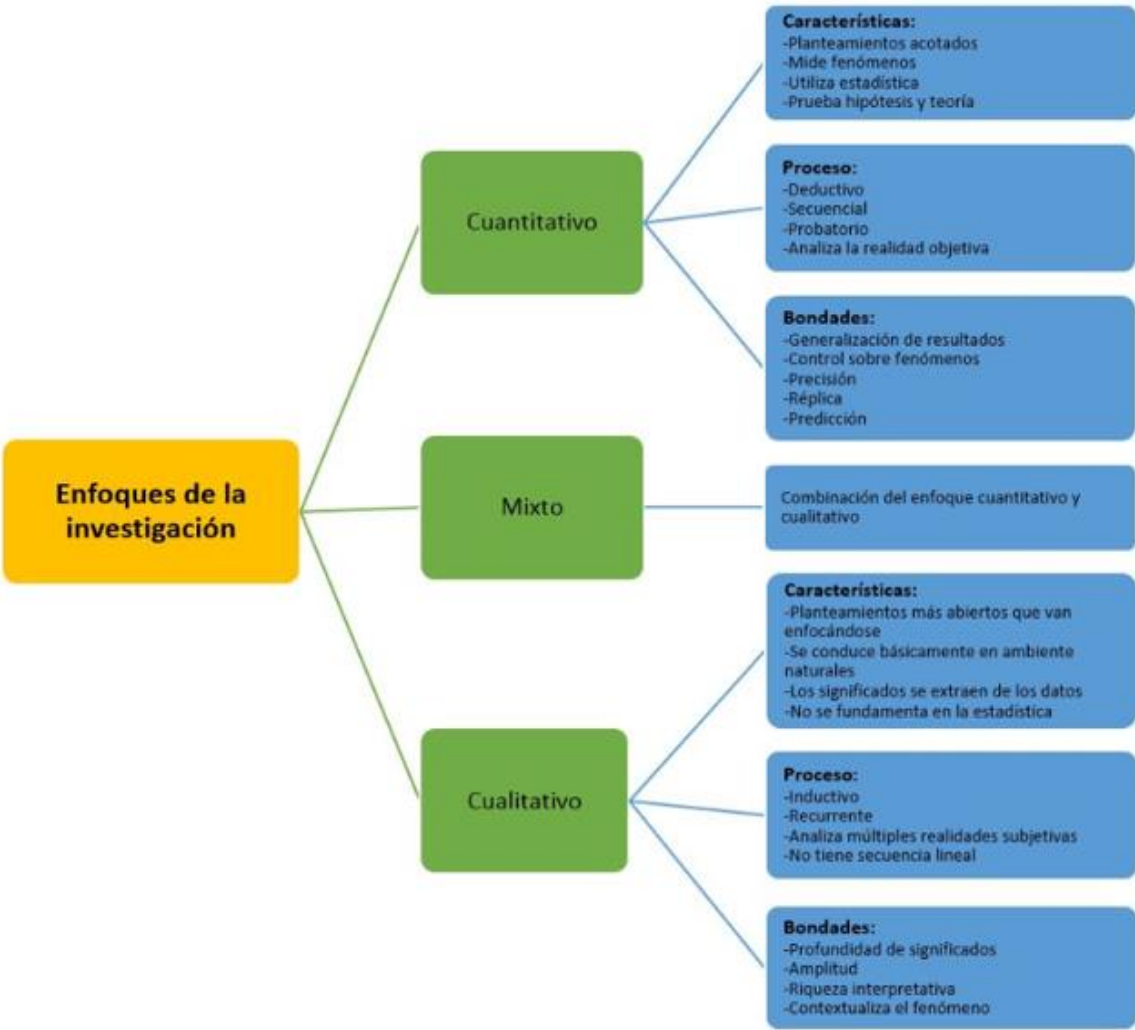 Enfoques de la
investigación
Cuantitativo
Características:
-Planteamientos acotados
-Mide fenómenos
-Utiliza estadística
-Prueba hipótesis y teoría
Proceso:
-Deductivo
-Secuencial
-Probatorio
-Analiza la realidad objetiva
Bondades:
-Generalización de resultados
-Control sobre fenómenos
-Precisión
-Réplica
-Predicción
Mixto
Combinación del enfoque cuantitativo y
cualitativo
Cualitativo
Características:
-Planteamientos más abiertos que van
enfocándose
-Se conduce básicamente en ambiente
naturales
-Los significados se extraen de los datos
-No se fundamenta en la estadística
Proceso:
-Inductivo
-Recurrente
-Analiza múltiples realidades subjetivas
-No tiene secuencia lineal
Bondades:
-Profundidad de significados
-Amplitud
-Riqueza interpretativa
-Contextualiza el fenómeno